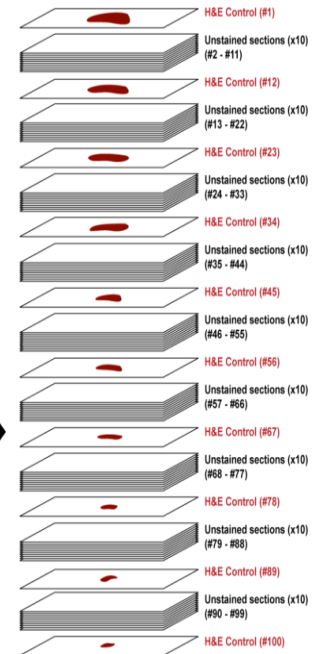 H&E Control (#1)
Unstained sections (x10)
(#2 - #11)
H&E Control (#12)
Unstained sections (x10)
(#13 - #22)
H&E Control (#23)
Unstained sections (x10)
(#24 - #33)
H&E Control (#34)
Unstained sections (x10)
(#35 - #44)
H&E Control (#45)
Unstained sections (x10)
(#46 - #55)
H&E Control (#56)
Unstained sections (x10)
(#57 - #66)
H&E Control (#67)
Unstained sections (x10)
(#68 - #77)
H&E Control (#78)
Unstained sections (x10)
(#79 - #88)
H&E Control (#89)
Unstained sections (x10)
(#90 - #99)
H&E Control (#100)